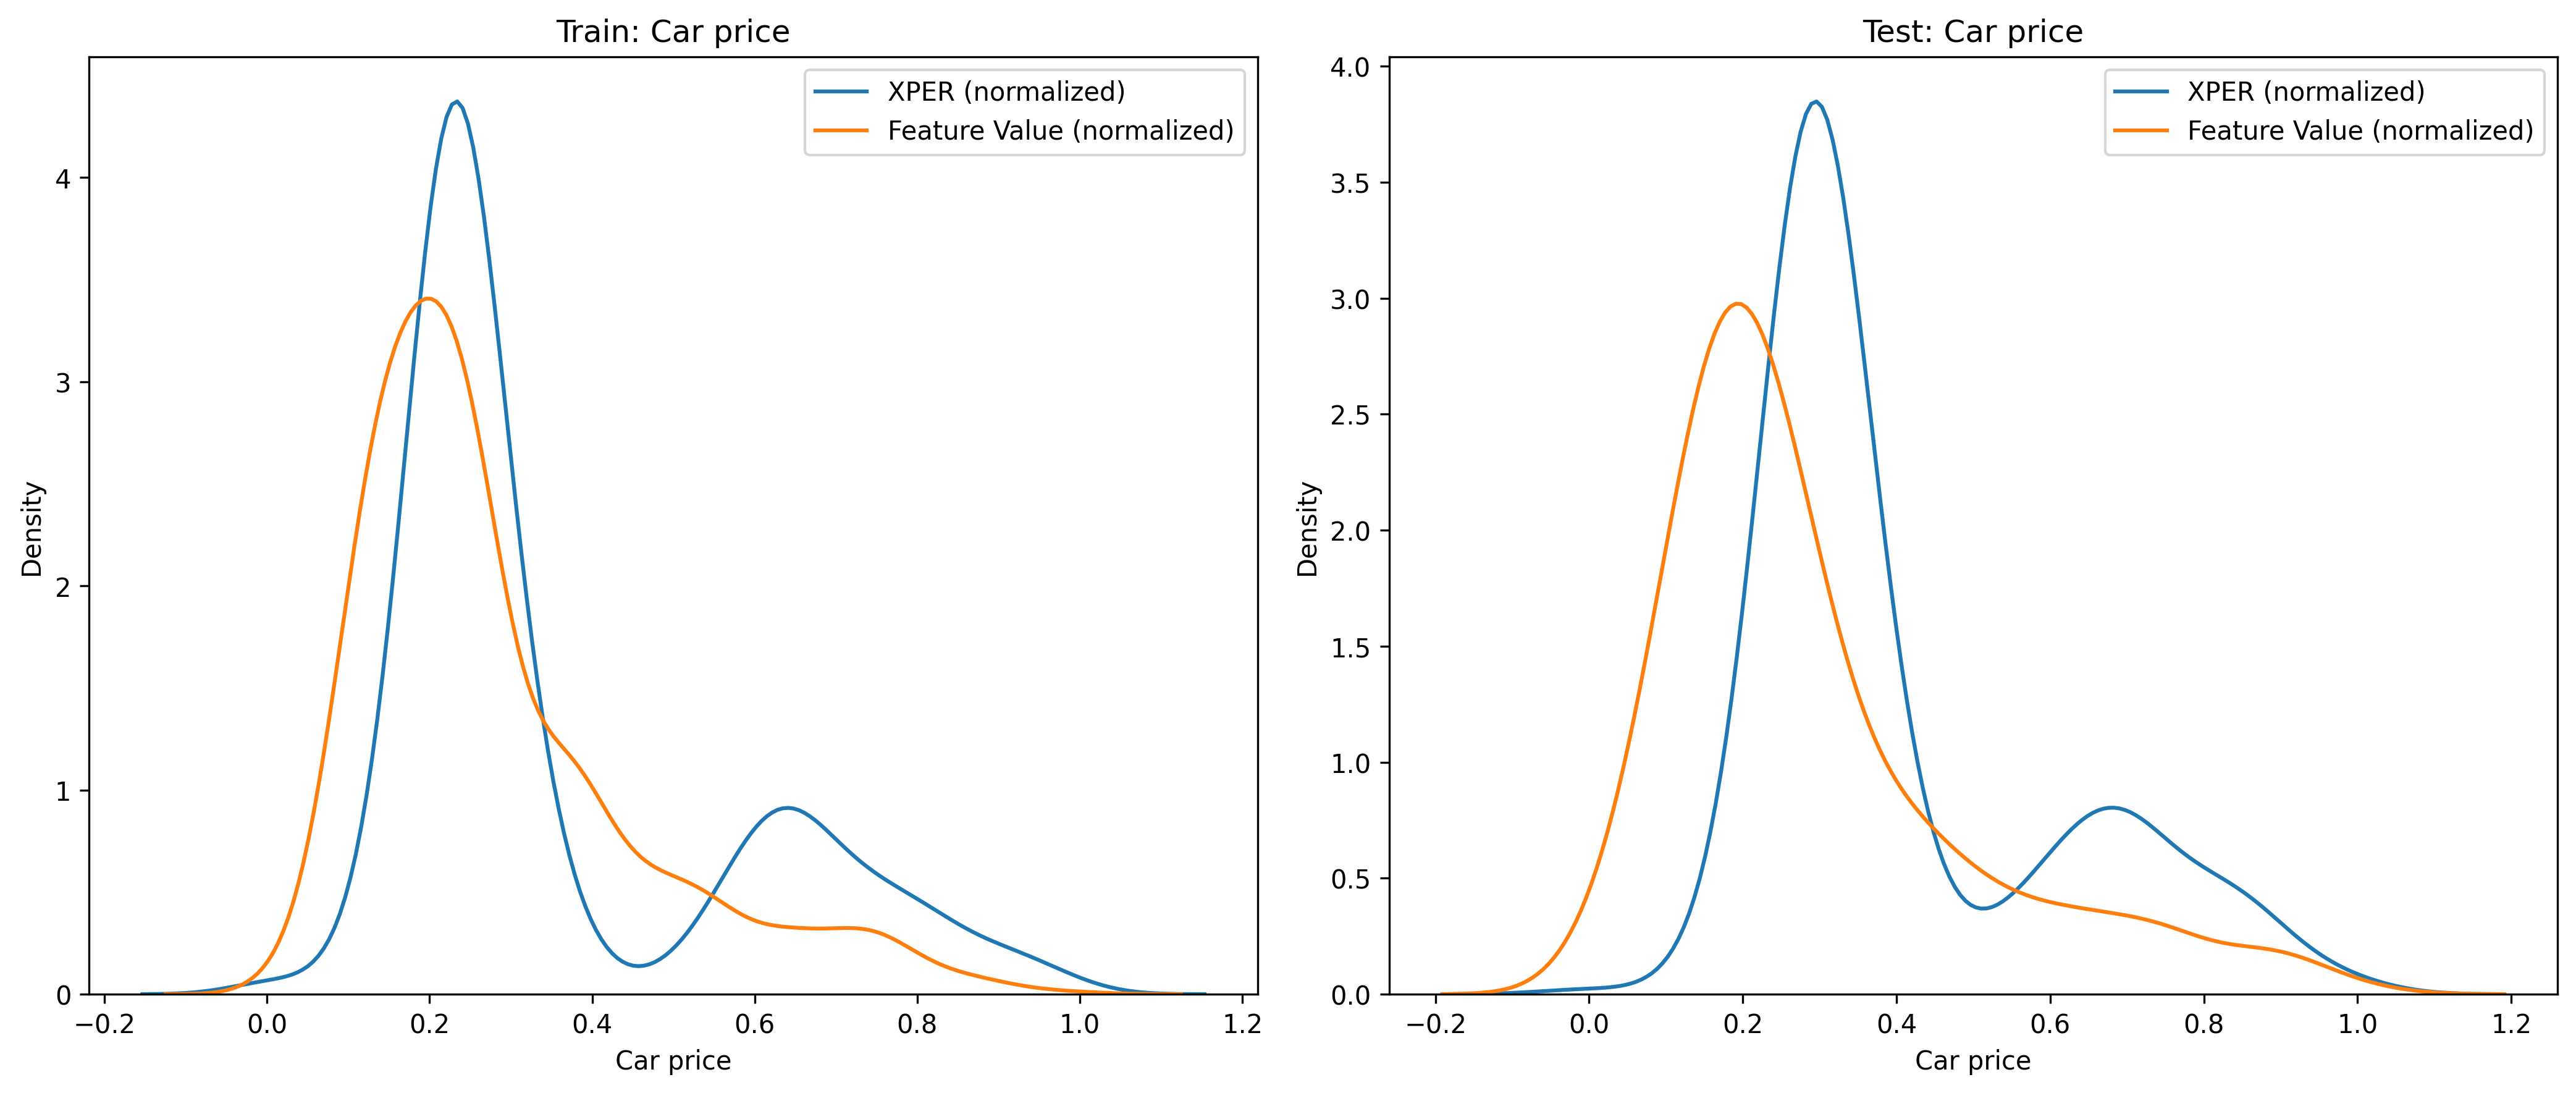 Train: Car price
XPER (normalized)
Feature Value (normalized)
Density
4
3
2
1
0
−0.2 0.0 0.2 0.4 0.6 0.8 1.0 1.2
Car price
Test: Car price
XPER (normalized)
Feature Value (normalized)
Density
4.0
3.5
3.0
2.5
2.0
1.5
1.0
0.5
0.0
−0.2 0.0 0.2 0.4 0.6 0.8 1.0 1.2
Car price